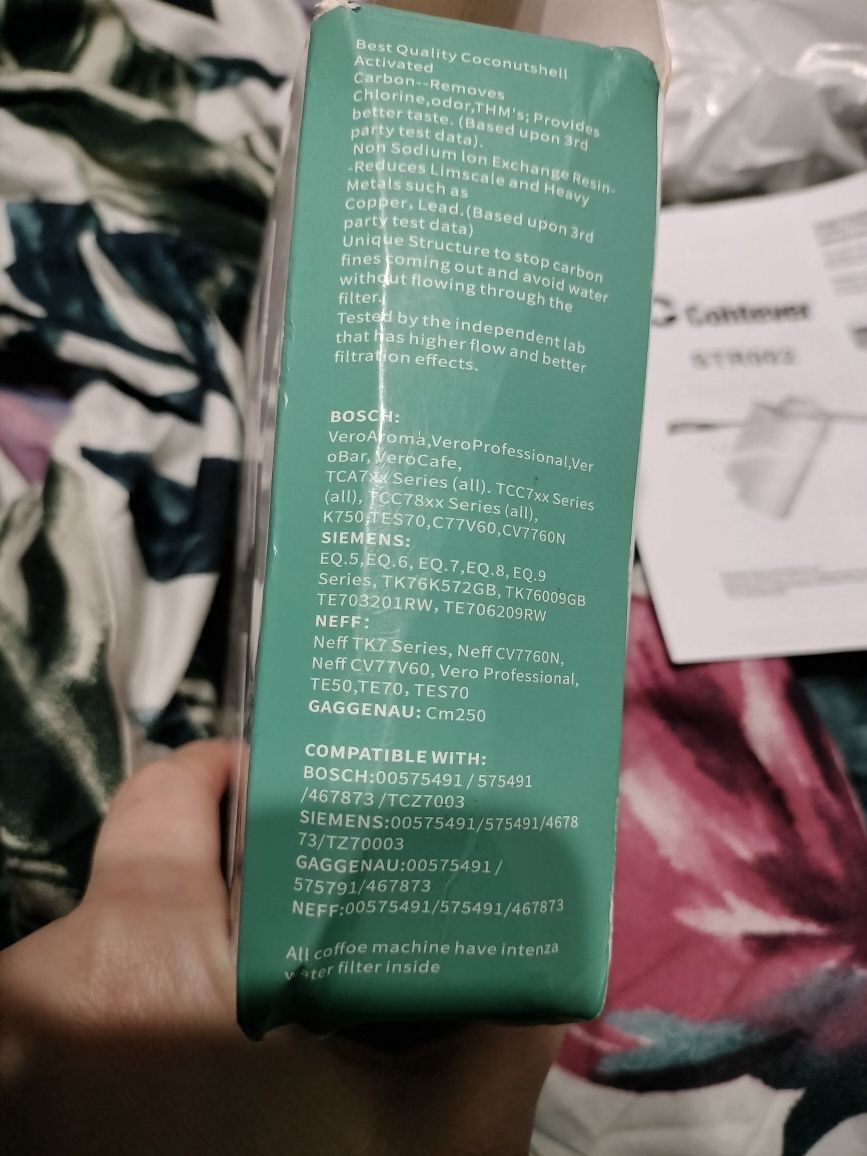 Best Quality Coconutshell
Activated
Carbon--Removes
Chlorine,odor,THM's; Provides
better taste. (Based upon 3rd
party test data).
Non Sodium Ion Exchange Resin-
-Reduces Limscale and Heavy
Metals such as
Copper, Lead.(Based upon 3rd
party test data)
Unique Structure to stop carbon
fines coming out and avoid water
without flowing through the
filter.
Tested by the independent lab
that has higher flow and better
filtration effects.
BOSCH:
VeroAroma,VeroProfessional,Ver
oBar, VeroCafe,
TCA7xx Series (all). TCC7xx Series
(all), TCC78xx Series (all),
K750,TES70,C77V60,CV7760N
SIEMENS:
EQ.5,EQ.6, EQ.7,EQ.8, EQ.9
Series, TK76K572GB, TK76009GB
TE703201RW, TE706209RW
NEFF:
Neff TK7 Series, Neff CV7760N,
Neff CV77V60, Vero Professional,
TE50,TE70, TES70
GAGGENAU: Cm250
COMPATIBLE WITH:
BOSCH:00575491 / 575491
/467873 /TCZ7003
SIEMENS:00575491/575491/4678
73/TZ70003
GAGGENAU:00575491 /
575791/467873
NEFF:00575491/575491/467873
All coffoe machine have intenza
water filter inside
STR002